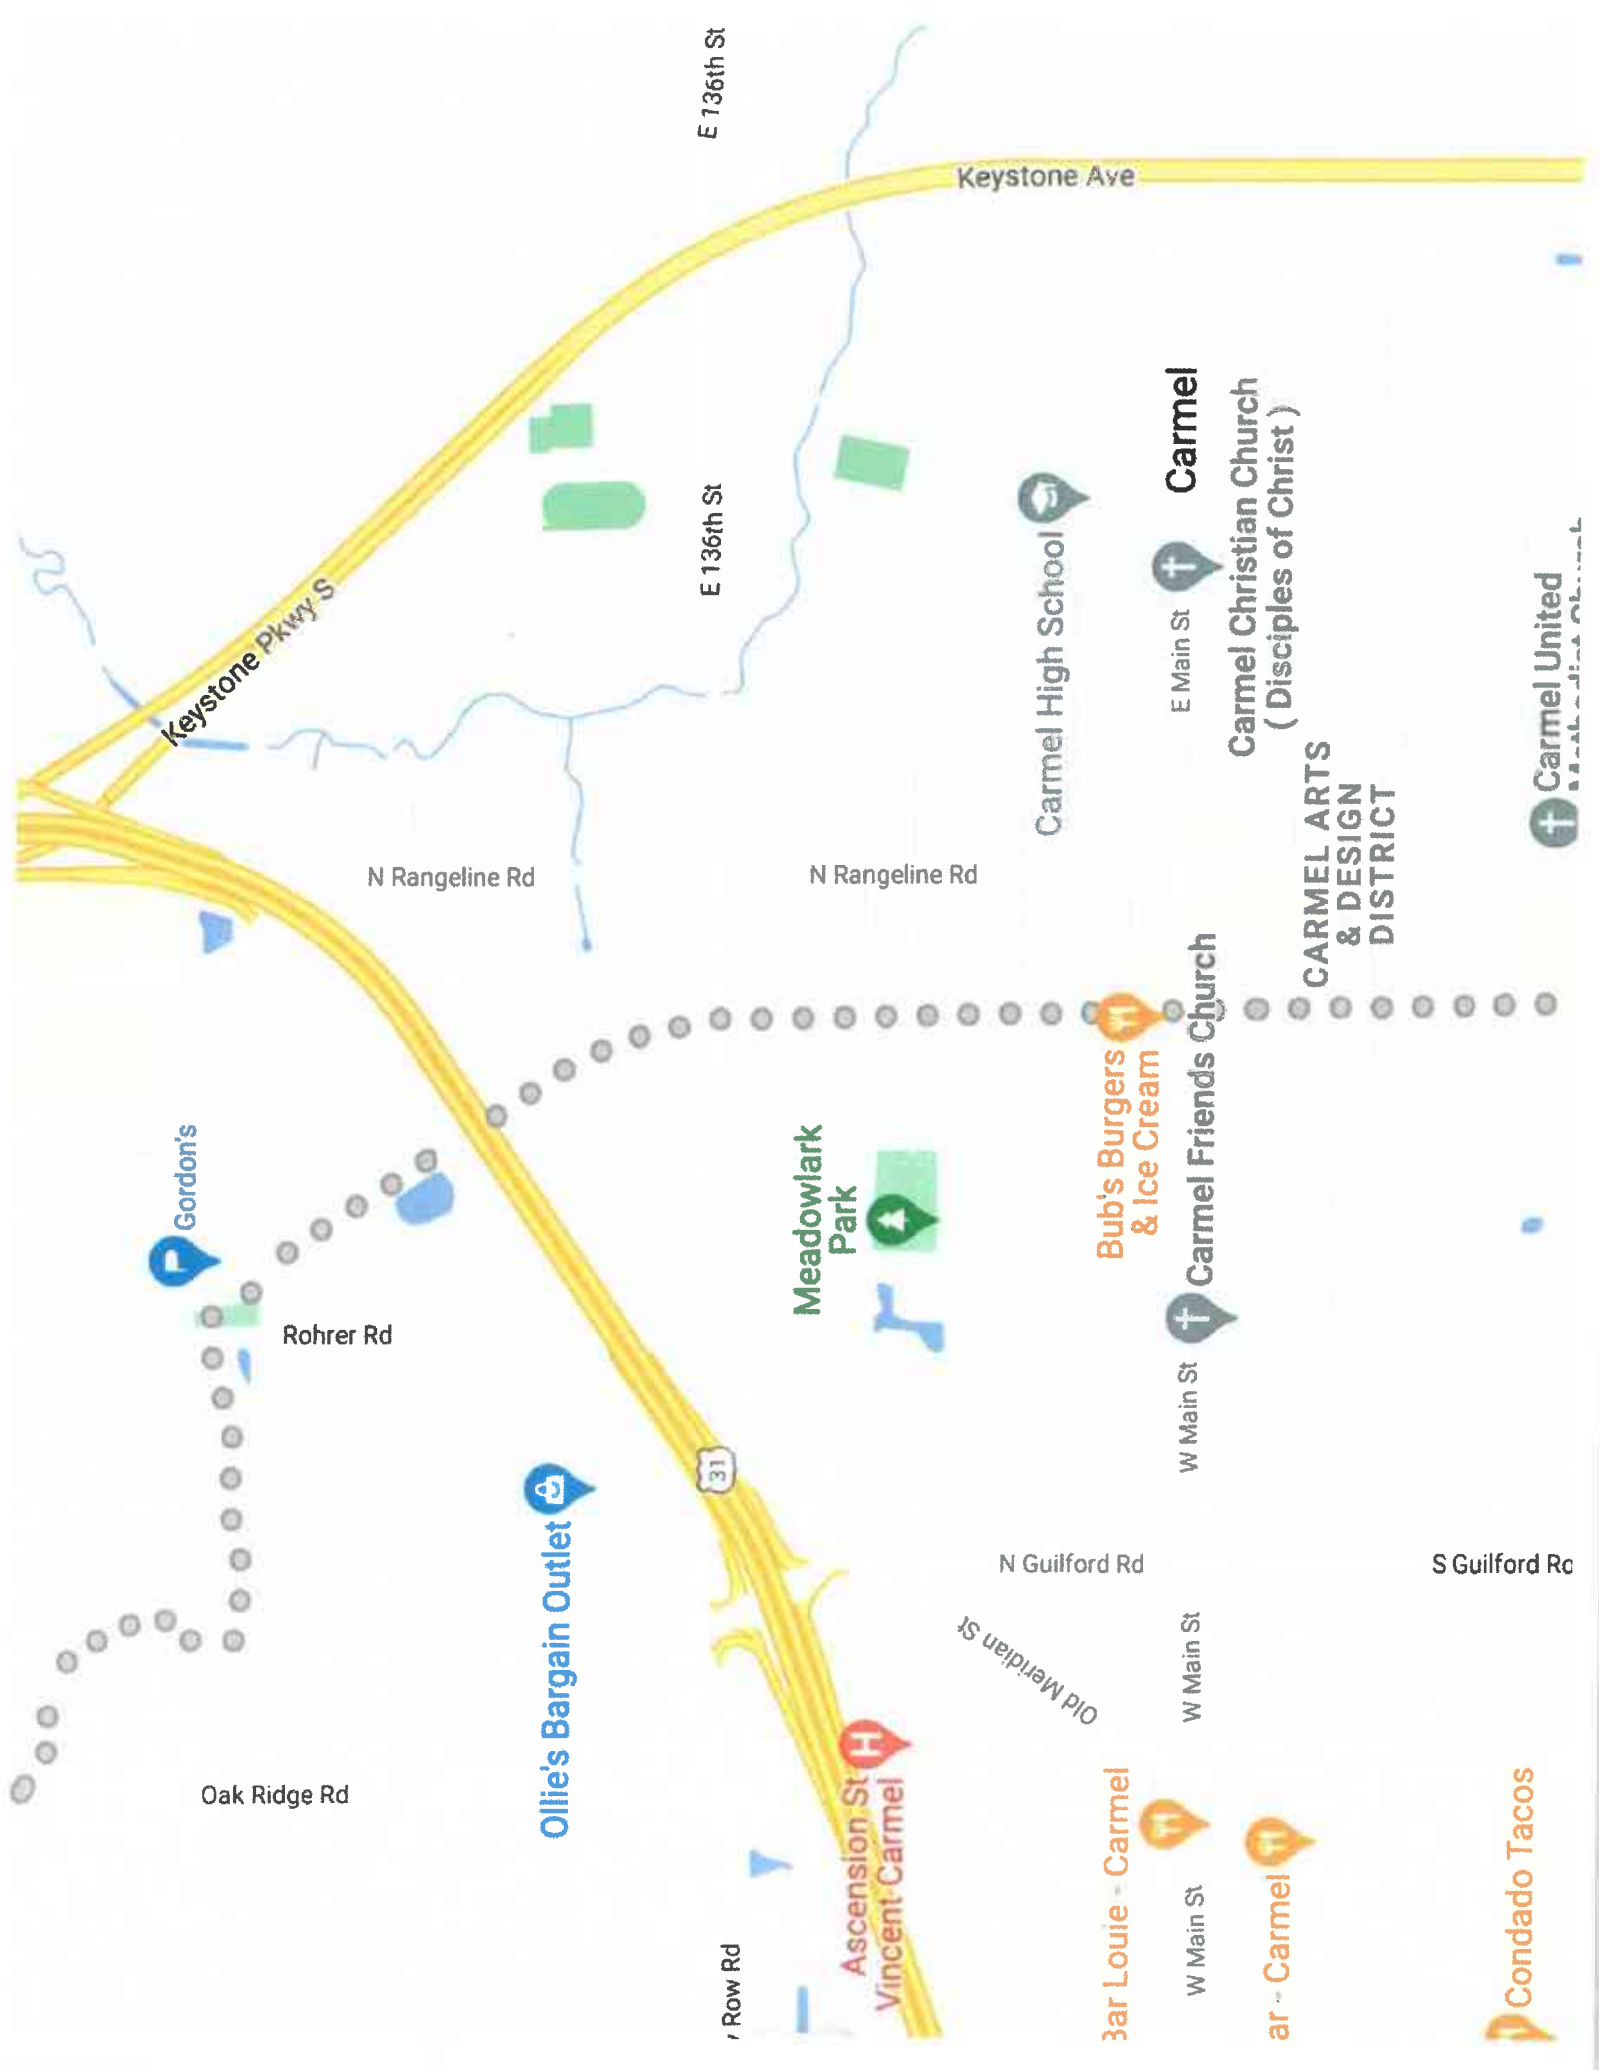 E 136th St
Keystone Ave
Keystone Pkwy S
E 136th St
Carmel
Carmel High School
E Main St
Carmel Christian Church
( Disciples of Christ )
Carmel United
N Rangeline Rd
N Rangeline Rd
CARMEL ARTS
& DESIGN
DISTRICT
Gordon's
Rohrer Rd
Meadowlark
Park
Bub's Burgers
& Ice Cream
Carmel Friends Church
W Main St
31
Ollie's Bargain Outlet
N Guilford Rd
S Guilford
Old Meridian St
W Main St
Oak Ridge Rd
H
Ascension St
Vincent Carmel
Row Rd
Bar Louie - Carmel
W Main St
ar - Carmel
Condado Tacos